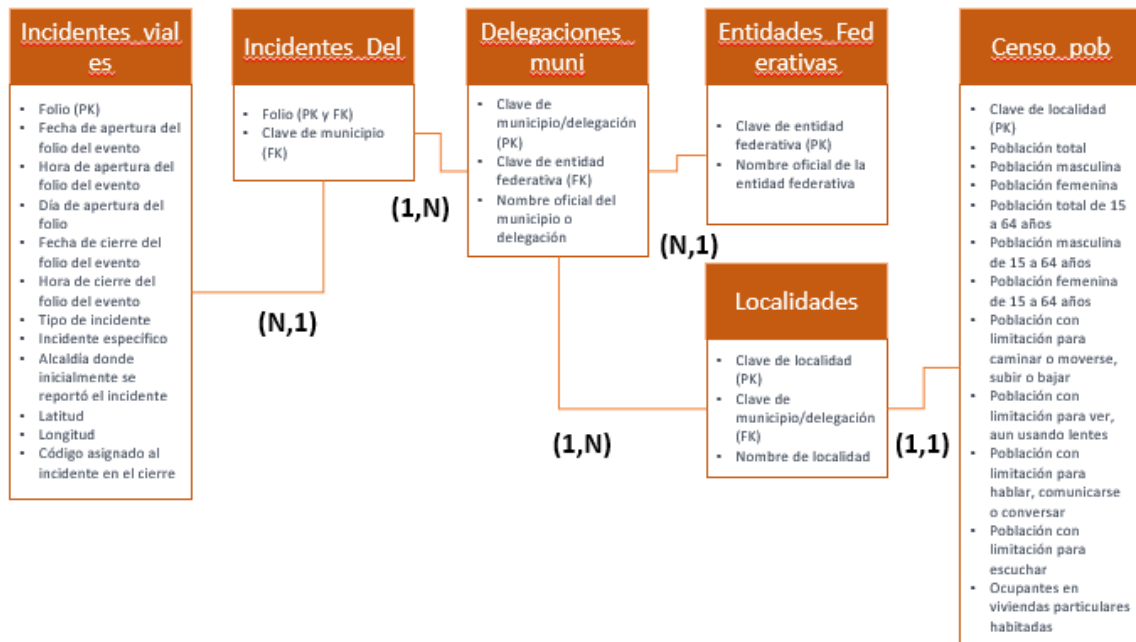 Incidentes_vial
es
Folio (PK)
Fecha de apertura del
folio del evento
Hora de apertura del
folio del evento
Día de apertura del
folio
Fecha de cierre del
folio del evento
Hora de cierre del
folio del evento
Tipo de incidente
Incidente específico
Alcaldía donde
inicialmente se
reportó el incidente
Latitud
Longitud
Código asignado al
incidente en el cierre
(N,1)
Incidentes_Del
Folio (PK y FK)
Clave de municipio
(FK)
(1,N)
Delegaciones_
muni
Clave de
municipio/delegación
(PK)
Clave de entidad
federativa (FK)
Nombre oficial del
municipio o
delegación
(N,1)
(1,N)
Entidades_Fed
erativas
Clave de entidad
federativa (PK)
Nombre oficial de la
entidad federativa
Localidades
Clave de localidad
(PK)
Clave de
municipio/delegación
(FK)
Nombre de localidad
(1,1)
Censo_pob
Clave de localidad
(PK)
Población total
Población masculina
Población femenina
Población total de 15
a 64 años
Población masculina
de 15 a 64 años
Población femenina
de 15 a 64 años
Población con
limitación para
caminar o moverse,
subir o bajar
Población con
limitación para ver,
aun usando lentes
Población con
limitación para
hablar, comunicarse
o conversar
Población con
limitación para
escuchar
Ocupantes en
viviendas particulares
habitadas